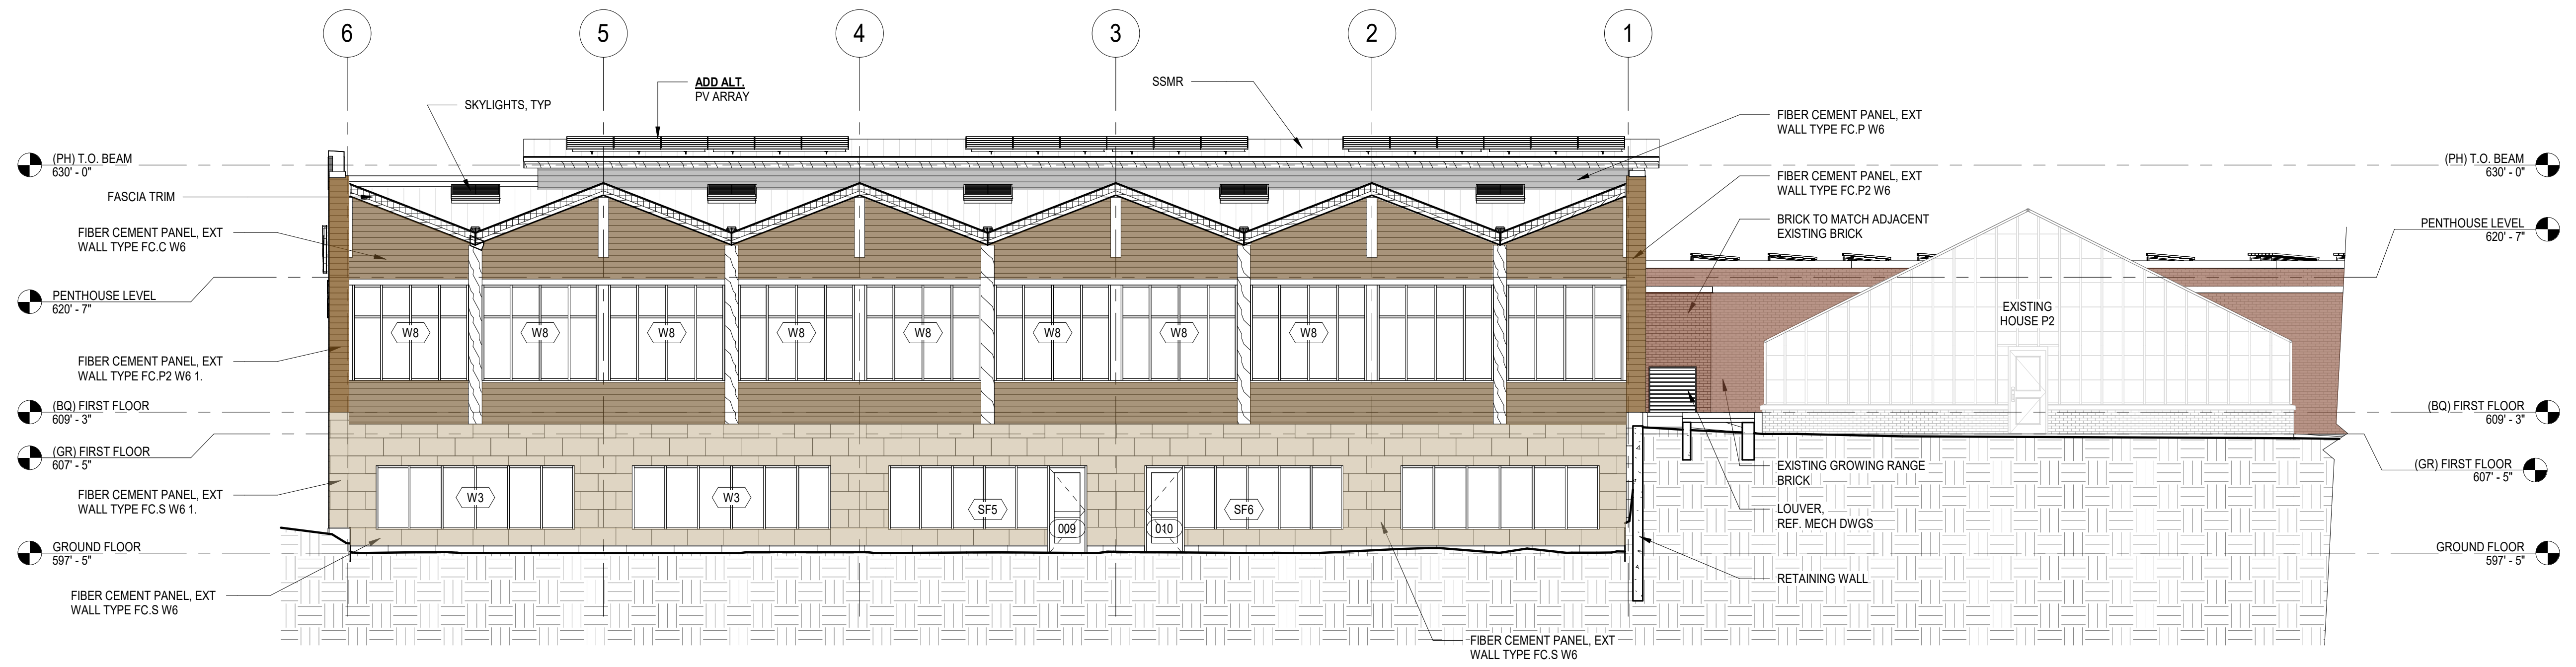 6
5
4
3
2
1
ADD ALT.
PV ARRAY
SSMR
SKYLIGHTS, TYP
FIBER CEMENT PANEL, EXT
WALL TYPE FC.P W6
(PH) T.O. BEAM
630' - 0"
(PH) T.O. BEAM
630' - 0"
FASCIA TRIM
FIBER CEMENT PANEL, EXT
WALL TYPE FC.P2 W6
FIBER CEMENT PANEL, EXT
WALL TYPE FC.C W6
BRICK TO MATCH ADJACENT
EXISTING BRICK
PENTHOUSE LEVEL
620' - 7"
PENTHOUSE LEVEL
620' - 7"
EXISTING
HOUSE P2
W8
W8
W8
W8
W8
W8
W8
W8
FIBER CEMENT PANEL, EXT
WALL TYPE FC.P2 W6 1.
(BQ) FIRST FLOOR
609' - 3"
(BQ) FIRST FLOOR
609' - 3"
(GR) FIRST FLOOR
607' - 5"
(GR) FIRST FLOOR
607' - 5"
EXISTING GROWING RANGE
BRICK
FIBER CEMENT PANEL, EXT
WALL TYPE FC.S W6 1.
W3
W3
SF5
009
010
SF6
LOUVER,
REF. MECH DWGS
GROUND FLOOR
597' - 5"
GROUND FLOOR
597' - 5"
RETAINING WALL
FIBER CEMENT PANEL, EXT
WALL TYPE FC.S W6
FIBER CEMENT PANEL, EXT
WALL TYPE FC.S W6